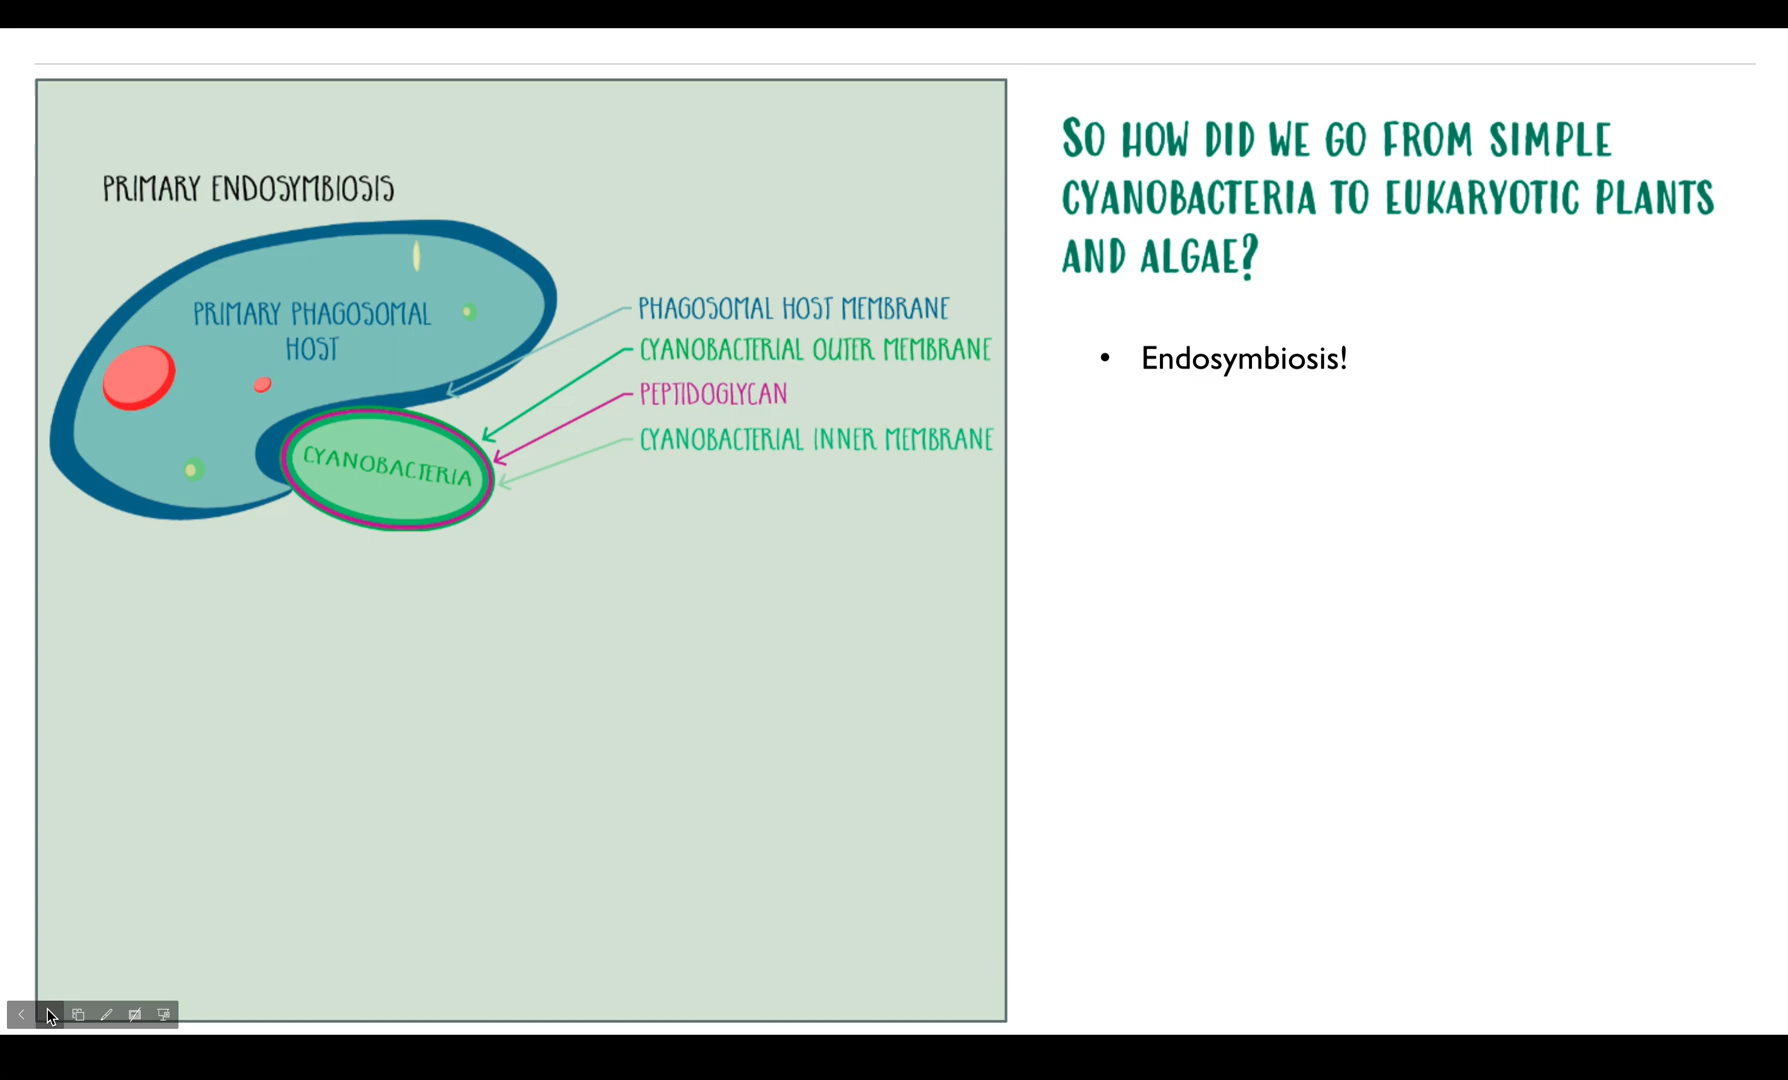 PRIMARY ENDOSYMBIOSIS
PRIMARY PHAGOSOMAL
HOST
PHAGOSOMAL HOST MEMBRANE
CYANOBACTERIAL OUTER MEMBRANE
PEPTIDOGLYCAN
CYANOBACTERIAL INNER MEMBRANE
CYANOBACTERIA
SO HOW DID WE GO FROM SIMPLE
CYANOBACTERIA TO EUKARYOTIC PLANTS
AND ALGAE?
• Endosymbiosis!